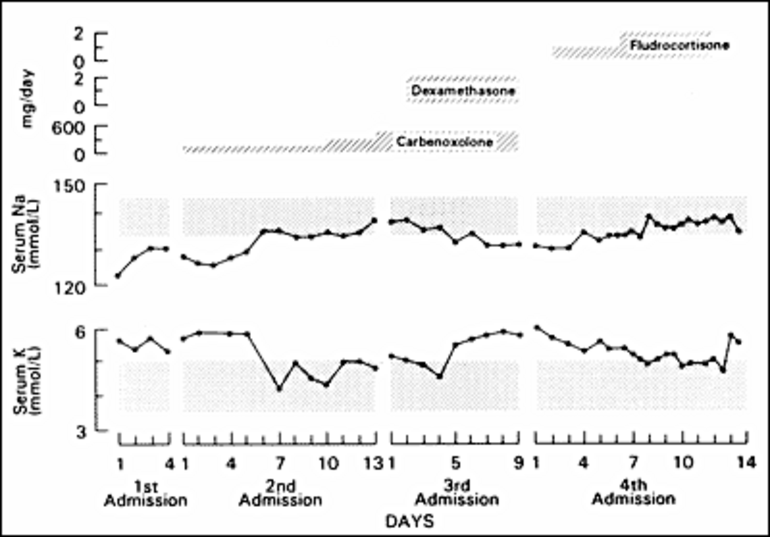 2
0
Fludrocortisone
2
0
Dexamethasone
mg/day
600
0
Carbenoxolone
150
120
Serum Na
(mmol/L)
6
3
Serum K
(mmol/L)
1 4 1 4 7 10 13 1 5 9 1 4 7 10 14
1st
Admission
2nd
Admission
3rd
Admission
4th
Admission
DAYS